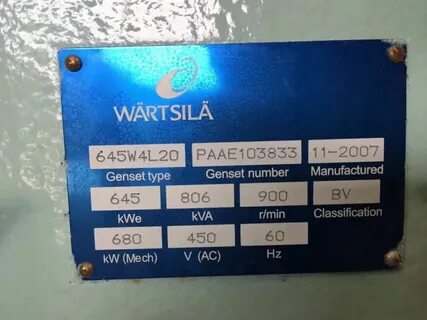 WÄRTSILÄ
645W4L20 PAAE103833 11-2007
Genset type Genset number Manufactured
645 806 900 BV
kWe kVA r/min Classification
680 450 60
kW (Mech) V (AC) Hz